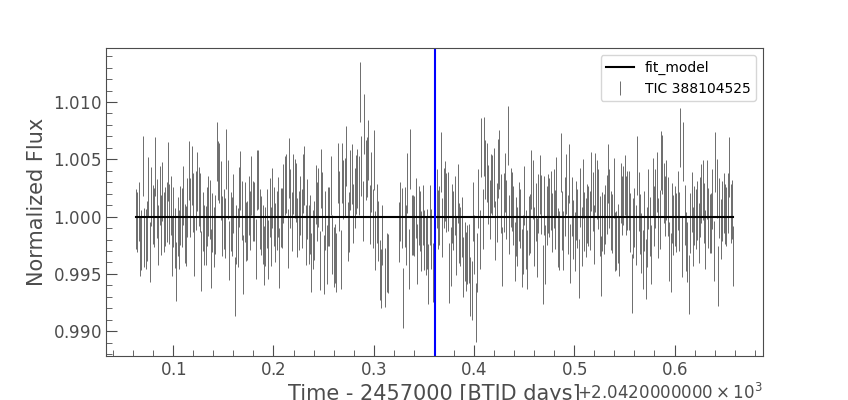 fit_model
TIC 388104525
1.010
1.005
1.000
0.995
0.990
Normalized Flux
0.1 0.2 0.3 0.4 0.5 0.6
Time - 2457000 [BTJD days]
+2.0420000000 × 10³